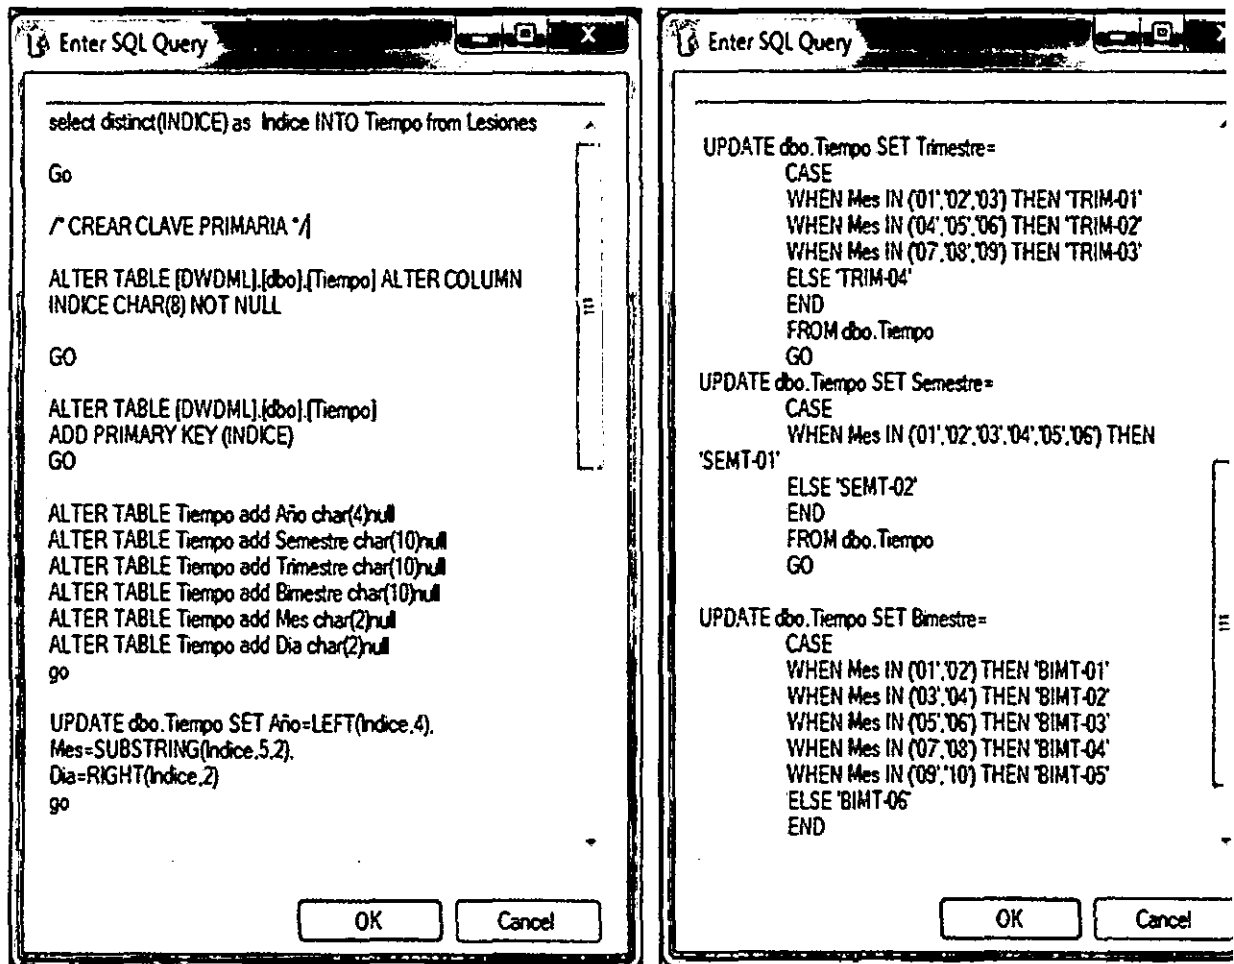 Enter SQL Query
select distinct(INDICE) as Indice INTO Tiempo from Lesiones
Go
/* CREAR CLAVE PRIMARIA */
ALTER TABLE [DWDML].[dbo].[Tiempo] ALTER COLUMN
INDICE CHAR(8) NOT NULL
GO
ALTER TABLE [DWDML].[dbo].[Tiempo]
ADD PRIMARY KEY (INDICE)
GO
ALTER TABLE Tiempo add Año char(4)null
ALTER TABLE Tiempo add Semestre char(10)null
ALTER TABLE Tiempo add Trimestre char(10)null
ALTER TABLE Tiempo add Bimestre char(10)null
ALTER TABLE Tiempo add Mes char(2)null
ALTER TABLE Tiempo add Dia char(2)null
go
UPDATE dbo.Tiempo SET Año=LEFT(Indice,4),
Mes=SUBSTRING(Indice,5,2),
Dia=RIGHT(Indice,2)
go
OK
Cancel
Enter SQL Query
UPDATE dbo.Tiempo SET Trimestre=
CASE
WHEN Mes IN ('01','02','03') THEN 'TRIM-01'
WHEN Mes IN ('04','05','06') THEN 'TRIM-02'
WHEN Mes IN ('07','08','09') THEN 'TRIM-03'
ELSE 'TRIM-04'
END
FROM dbo.Tiempo
GO
UPDATE dbo.Tiempo SET Semestre=
CASE
WHEN Mes IN ('01','02','03','04','05','06') THEN
'SEMT-01'
ELSE 'SEMT-02'
END
FROM dbo.Tiempo
GO
UPDATE dbo.Tiempo SET Bimestre=
CASE
WHEN Mes IN ('01','02') THEN 'BIMT-01'
WHEN Mes IN ('03','04') THEN 'BIMT-02'
WHEN Mes IN ('05','06') THEN 'BIMT-03'
WHEN Mes IN ('07','08') THEN 'BIMT-04'
WHEN Mes IN ('09','10') THEN 'BIMT-05'
ELSE 'BIMT-06'
END
OK
Cancel